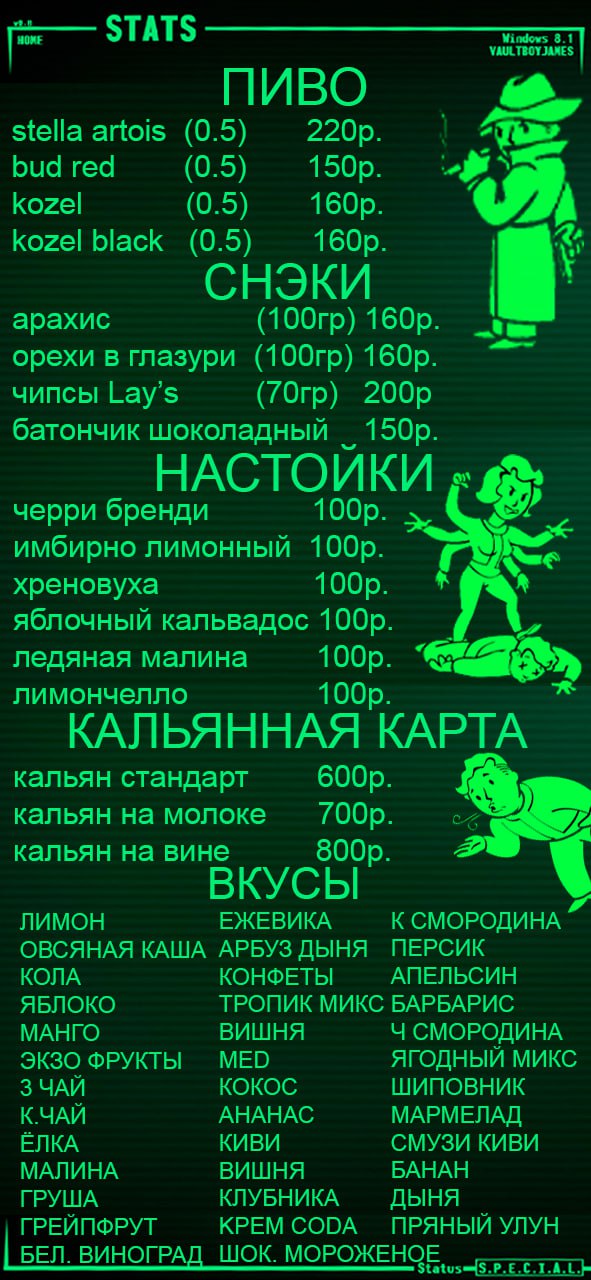 v9.0
STATS
HOME
Windows 8.1
VAULTBOYJAMES
ПИВО
stella artois (0.5) 220р.
bud red (0.5) 150р.
kozel (0.5) 160р.
kozel black (0.5) 160р.
СНЭКИ
арахис (100гр) 160р.
орехи в глазури (100гр) 160р.
чипсы Lay's (70гр) 200р
батончик шоколадный 150р.
НАСТОЙКИ
черри бренди 100р.
имбирно лимонный 100р.
хреновуха 100р.
яблочный кальвадос 100р.
ледяная малина 100р.
лимончелло 100р.
КАЛЬЯННАЯ КАРТА
кальян стандарт 600р.
кальян на молоке 700р.
кальян на вине 800р.
ВКУСЫ
ЛИМОН ЕЖЕВИКА К СМОРОДИНА
ОВСЯНАЯ КАША АРБУЗ ДЫНЯ ПЕРСИК
КОЛА КОНФЕТЫ АПЕЛЬСИН
ЯБЛОКО ТРОПИК МИКС БАРБАРИС
МАНГО ВИШНЯ Ч СМОРОДИНА
ЭКЗО ФРУКТЫ MED ЯГОДНЫЙ МИКС
З ЧАЙ КОКОС ШИПОВНИК
К.ЧАЙ АНАНАС МАРМЕЛАД
ЁЛКА КИВИ СМУЗИ КИВИ
МАЛИНА ВИШНЯ БАНАН
ГРУША КЛУБНИКА ДЫНЯ
ГРЕЙПФРУТ КРЕМ СОDА ПРЯНЫЙ УЛУН
БЕЛ. ВИНОГРАД ШОК. МОРОЖЕНОЕ
Status S.P.E.C.I.A.L.